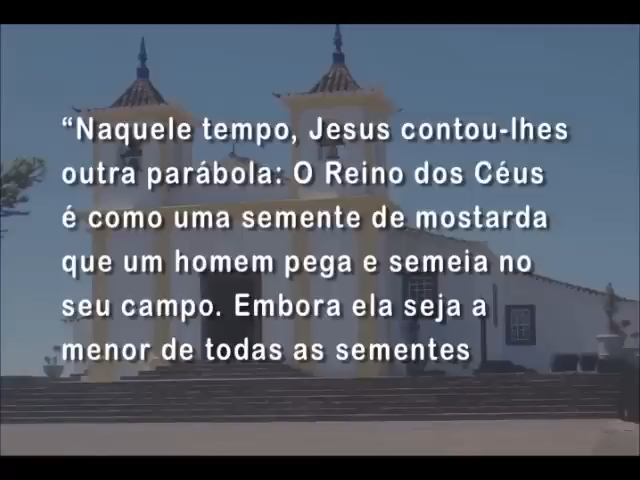 “Naquele tempo, Jesus contou-lhes
outra parábola: O Reino dos Céus
é como uma semente de mostarda
que um homem pega e semeia no
seu campo. Embora ela seja a
menor de todas as sementes